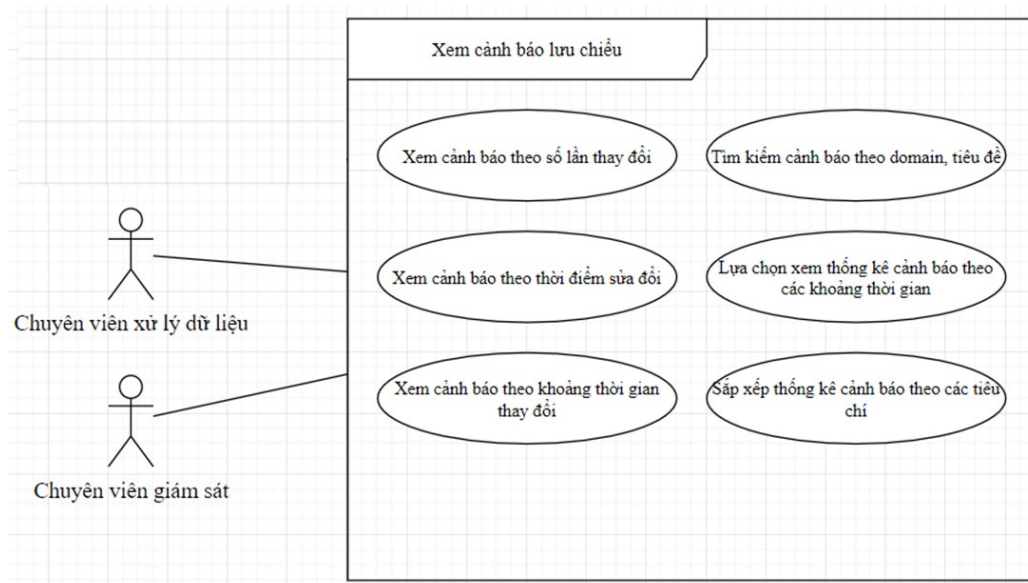 Xem cảnh báo lưu chiểu
Xem cảnh báo theo số lần thay đổi
Tìm kiếm cảnh báo theo domain, tiêu đề
Xem cảnh báo theo thời điểm sửa đổi
Lựa chọn xem thống kê cảnh báo theo
các khoảng thời gian
Xem cảnh báo theo khoảng thời gian
thay đổi
Sắp xếp thống kê cảnh báo theo các tiêu
chí
Chuyên viên xử lý dữ liệu
Chuyên viên giám sát